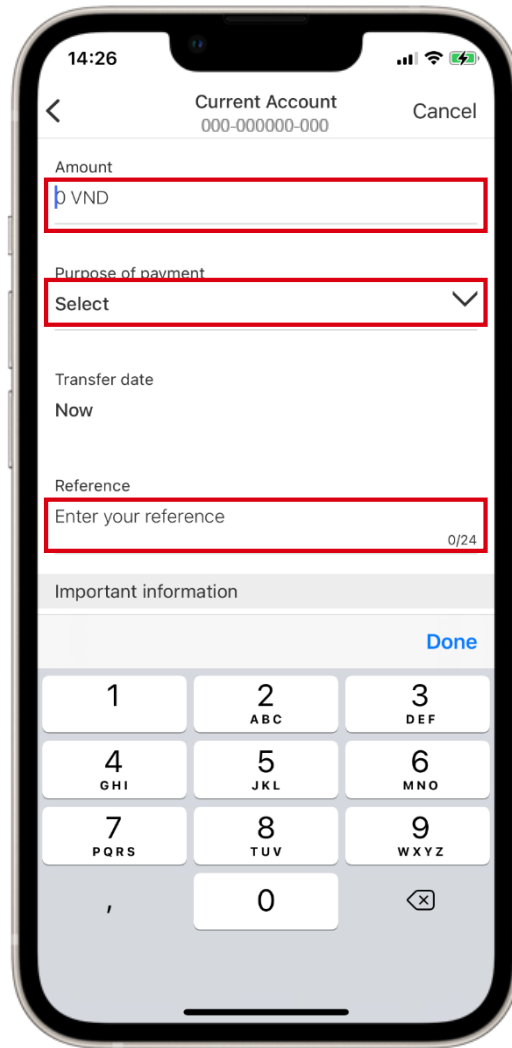 14:26
Current Account
000-000000-000
Cancel
Amount
0 VND
Purpose of payment
Select
Transfer date
Now
Reference
Enter your reference
0/24
Important information
Done
1
2
ABC
3
DEF
4
GHI
5
JKL
6
MNO
7
PQRS
8
TUV
9
WXYZ
,
0